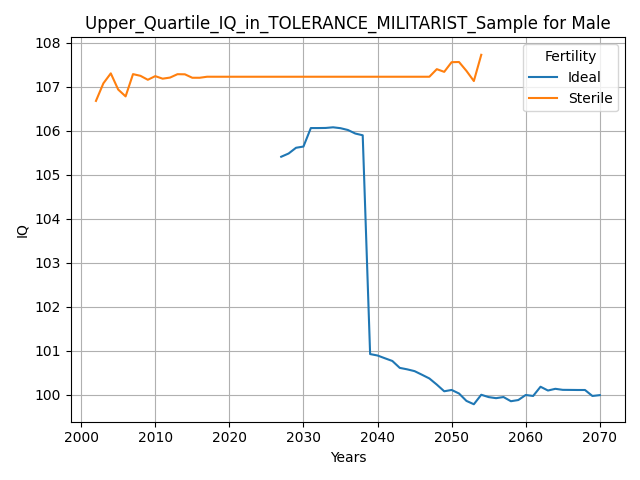 Upper_Quartile_IQ_in_TOLERANCE_MILITARIST_Sample for Male
108
107
106
105
104
103
102
101
100
IQ
Fertility
Ideal
Sterile
2000 2010 2020 2030 2040 2050 2060 2070
Years